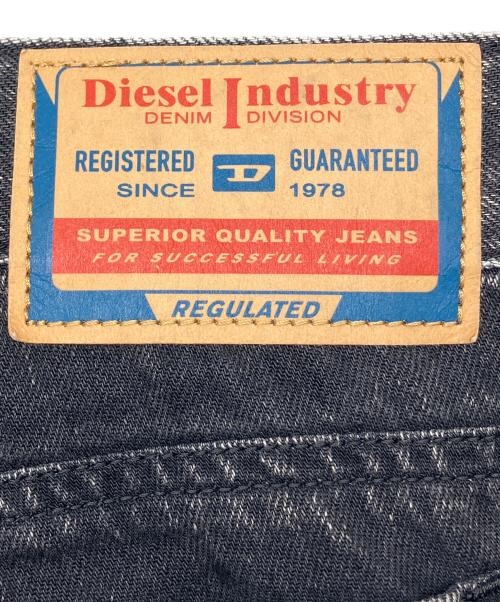 Diesel Industry
DENIM DIVISION
REGISTERED D GUARANTEED
SINCE 1978
SUPERIOR QUALITY JEANS
FOR SUCCESSFUL LIVING
REGULATED